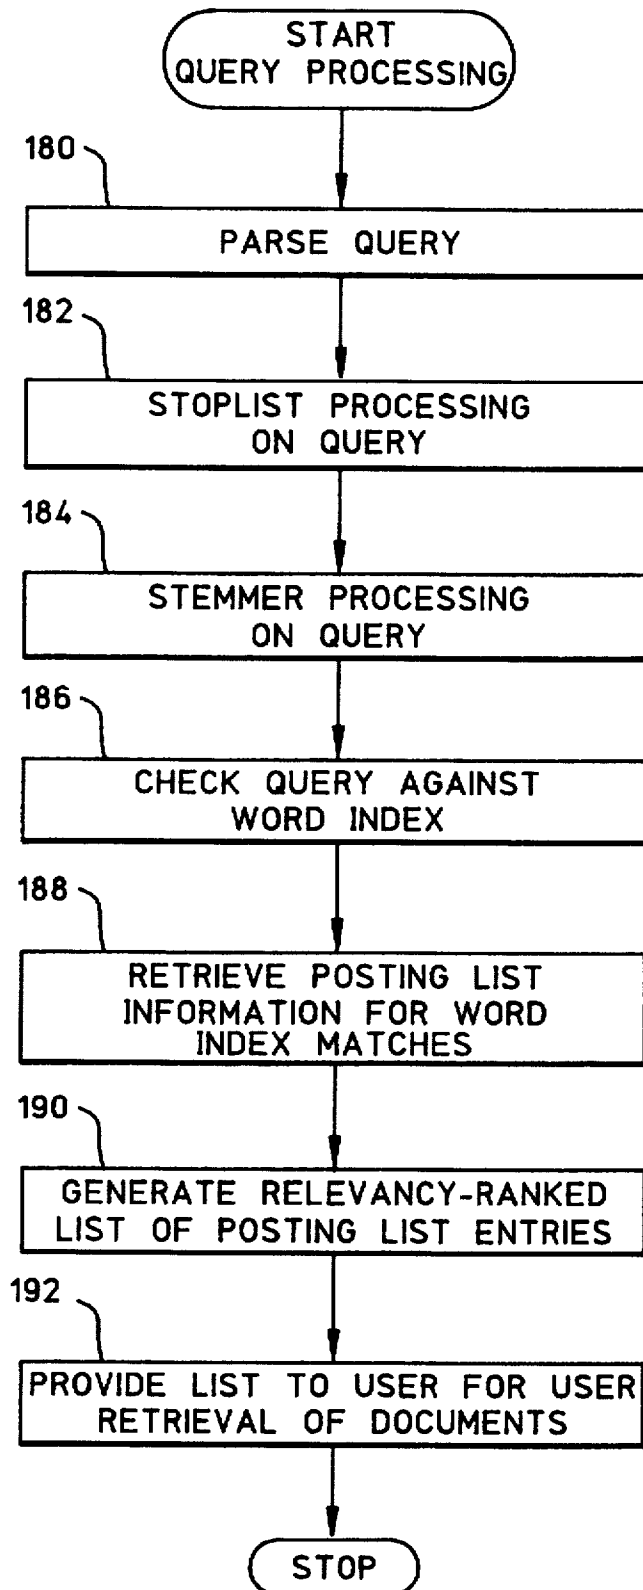 START
QUERY PROCESSING
180
PARSE QUERY
182
STOPLIST PROCESSING
ON QUERY
184
STEMMER PROCESSING
ON QUERY
186
CHECK QUERY AGAINST
WORD INDEX
188
RETRIEVE POSTING LIST
INFORMATION FOR WORD
INDEX MATCHES
190
GENERATE RELEVANCY-RANKED
LIST OF POSTING LIST ENTRIES
192
PROVIDE LIST TO USER FOR USER
RETRIEVAL OF DOCUMENTS
STOP